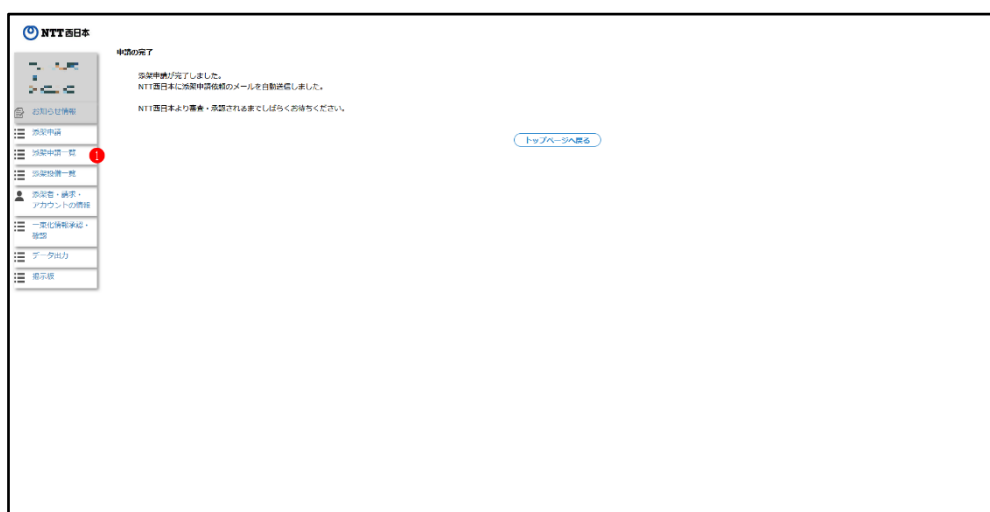 NTT西日本
お知らせ情報
添架申請
添架申請一覧
1
添架設備一覧
添架者・請求・
アカウントの情報
一束化情報承諾・
確認
データ出力
掲示板
申請の完了
添架申請が完了しました。
NTT西日本に添架申請依頼のメールを自動送信しました。
NTT西日本より審査・承認されるまでしばらくお待ちください。
トップページへ戻る